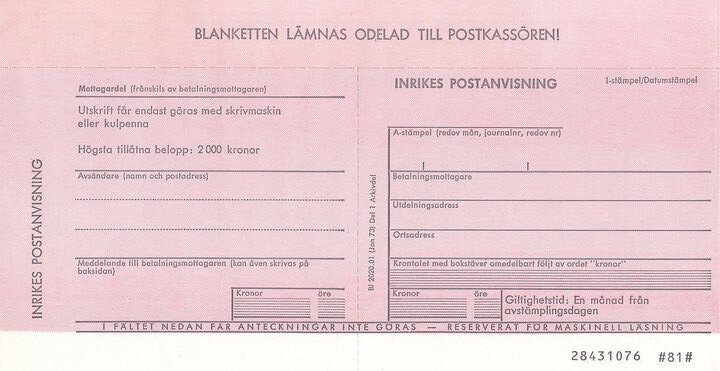 BLANKETTEN LÄMNAS ODELAD TILL POSTKASSÖREN!
INRIKES POSTANVISNING
Mottagardel (frånskils av betalningsmottagaren)
Utskrift får endast göras med skrivmaskin
eller kulpenna
Högsta tillåtna belopp: 2 000 kronor
Avsändare (namn och postadress)
Meddelande till betalningsmottagaren (kan även skrivas på
baksidan)
Kronor
öre
Bl 2020.01 (Jan 73) Del 1 Arkivdel
INRIKES POSTANVISNING
I-stämpel/Datumstämpel
A-stämpel (redov mån, journalnr, redov nr)
Betalningsmottagare
Utdelningsadress
Ortsadress
Krontalet med bokstäver omedelbart följt av ordet "kronor"
Kronor
öre
Giltighetstid: En månad från
avstämplingsdagen
I FÄLTET NEDAN FÅR ANTECKNINGAR INTE GÖRAS — RESERVERAT FÖR MASKINELL LÄSNING
28431076 #81#